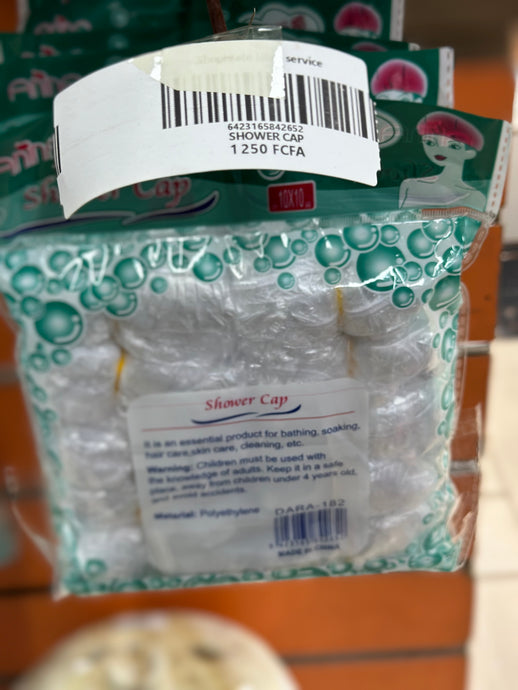 service
6423165842652
SHOWER CAP
1250 FCFA
Shower Cap
10X10
Shower Cap
It is an essential product for bathing, soaking,
hair care,skin care, cleaning, etc.
Warning: Children must be used with
the knowledge of adults. Keep it in a safe
place, away from children under 4 years old,
and avoid accidents.
Material: Polyethylene
DARA-182
MADE IN CHINA